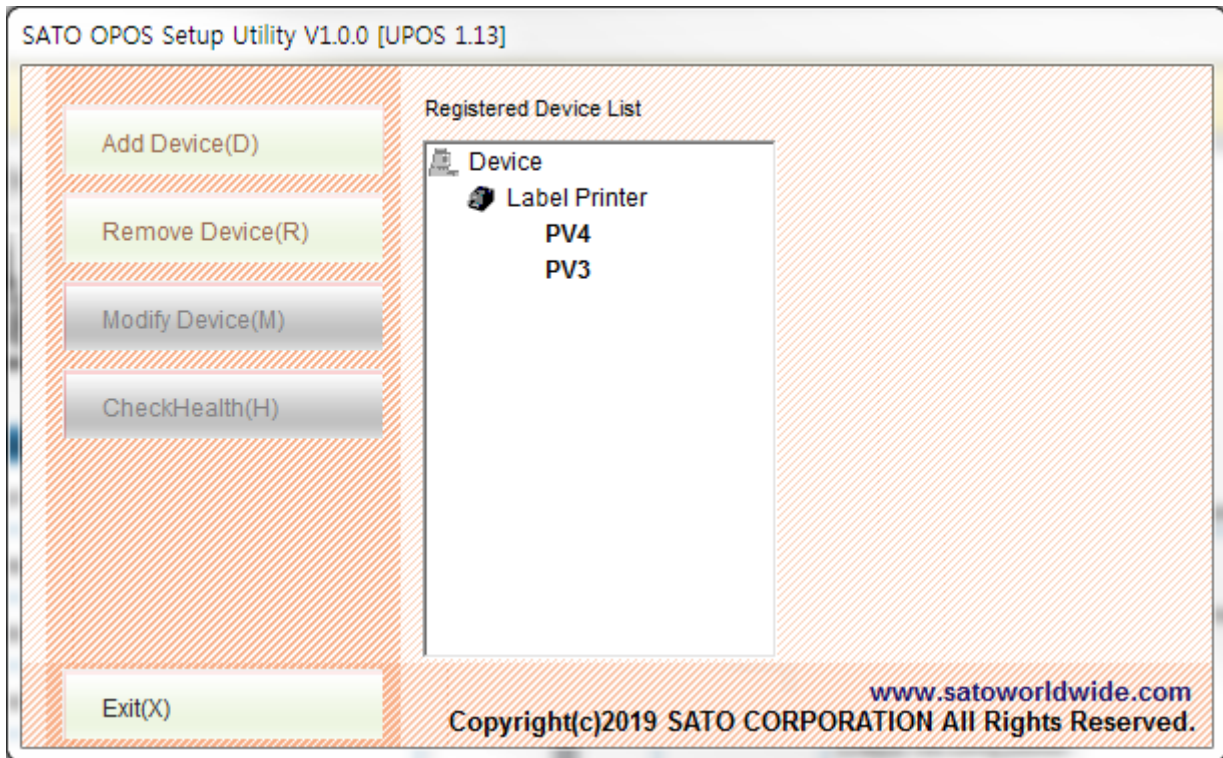 SATO OPOS Setup Utility V1.0.0 [UPOS 1.13]
Add Device(D)
Remove Device(R)
Modify Device(M)
CheckHealth(H)
Exit(X)
Registered Device List
Device
Label Printer
PV4
PV3
www.satoworldwide.com
Copyright(c)2019 SATO CORPORATION All Rights Reserved.